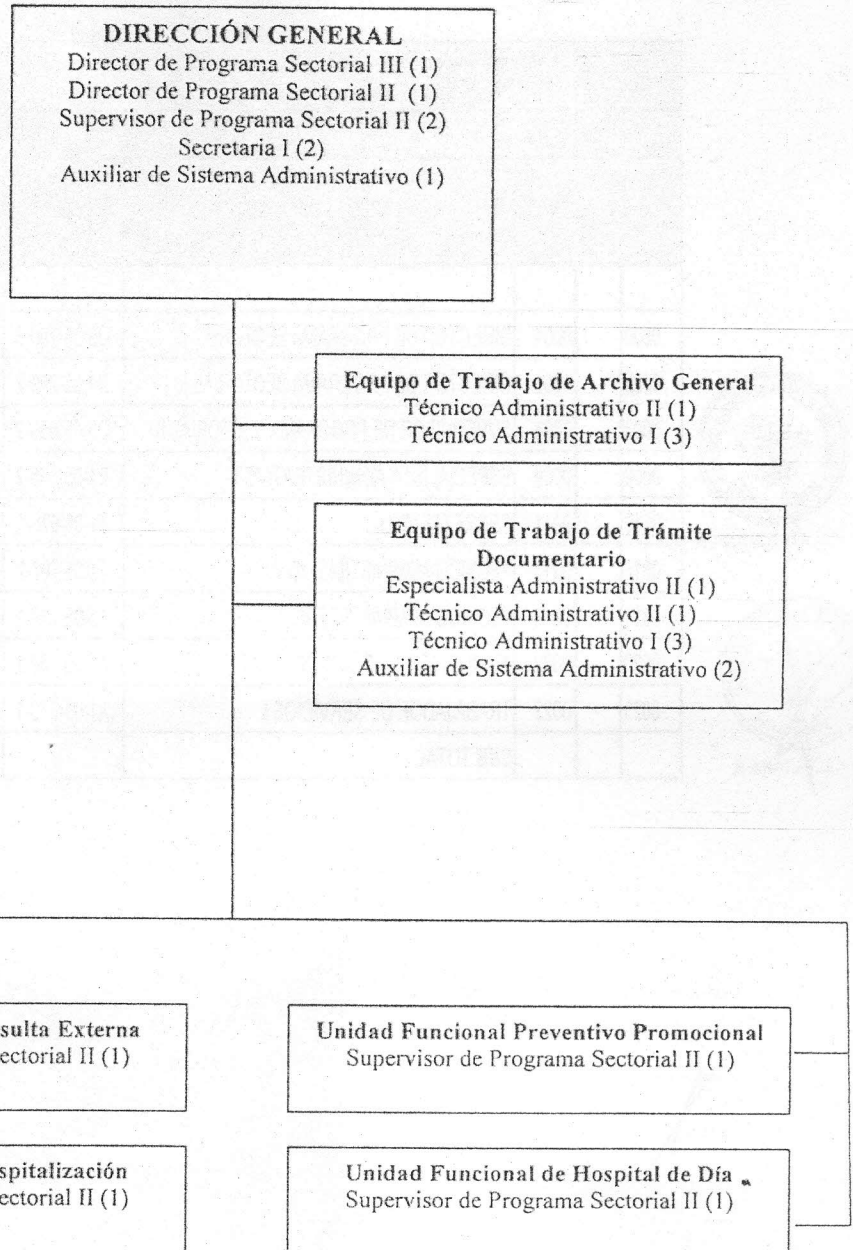 DIRECCIÓN GENERAL
Director de Programa Sectorial III (1)
Director de Programa Sectorial II (1)
Supervisor de Programa Sectorial II (2)
Secretaria I (2)
Auxiliar de Sistema Administrativo (1)
Equipo de Trabajo de Archivo General
Técnico Administrativo II (1)
Técnico Administrativo I (3)
Equipo de Trabajo de Trámite
Documentario
Especialista Administrativo II (1)
Técnico Administrativo II (1)
Técnico Administrativo I (3)
Auxiliar de Sistema Administrativo (2)
sulta Externa
ectorial II (1)
Unidad Funcional Preventivo Promocional
Supervisor de Programa Sectorial II (1)
spitalización
ectorial II (1)
Unidad Funcional de Hospital de Día
Supervisor de Programa Sectorial II (1)